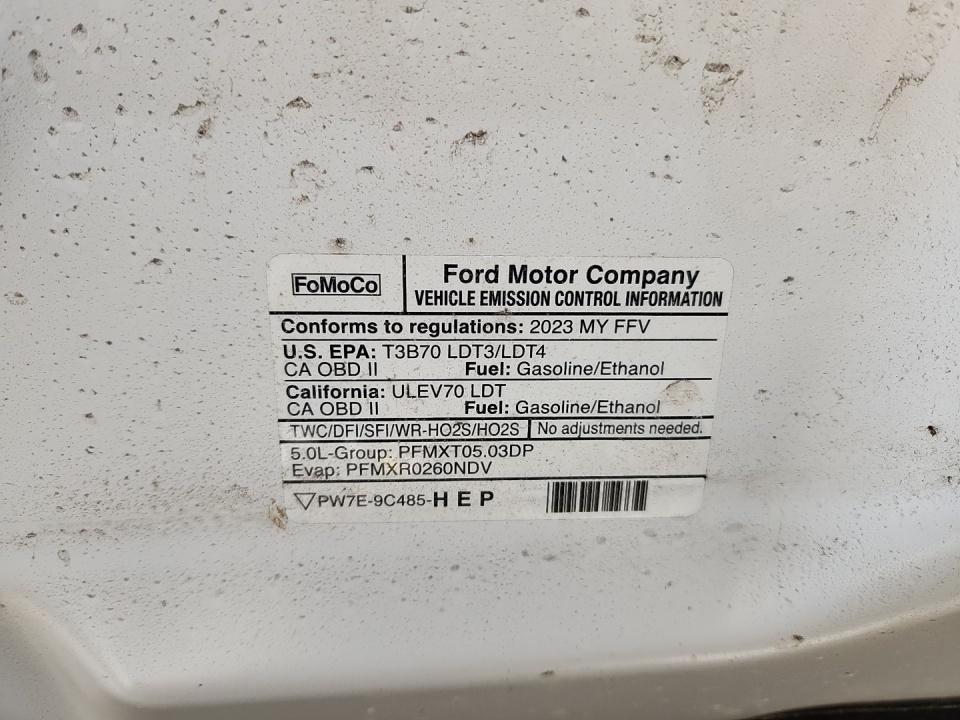 FoMoCo
Ford Motor Company
VEHICLE EMISSION CONTROL INFORMATION
Conforms to regulations: 2023 MY FFV
U.S. EPA: T3B70 LDT3/LDT4
CA OBD II Fuel: Gasoline/Ethanol
California: ULEV70 LDT
CA OBD II Fuel: Gasoline/Ethanol
TWC/DFI/SFI/WR-HO2S/HO2S No adjustments needed.
5.0L-Group: PFMXT05.03DP
Evap: PFMXR0260NDV
PW7E-9C485-H E P